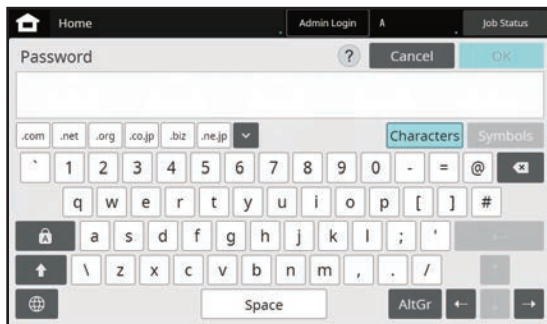 Home Admin Login A Job Status
Password ? Cancel OK
.com .net .org .co.jp .biz .ne.jp Characters Symbols
` 1 2 3 4 5 6 7 8 9 0 - = @
q w e r t y u i o p [ ] #
A a s d f g h j k l ; '
\ z x c v b n m , . /
Space AltGr